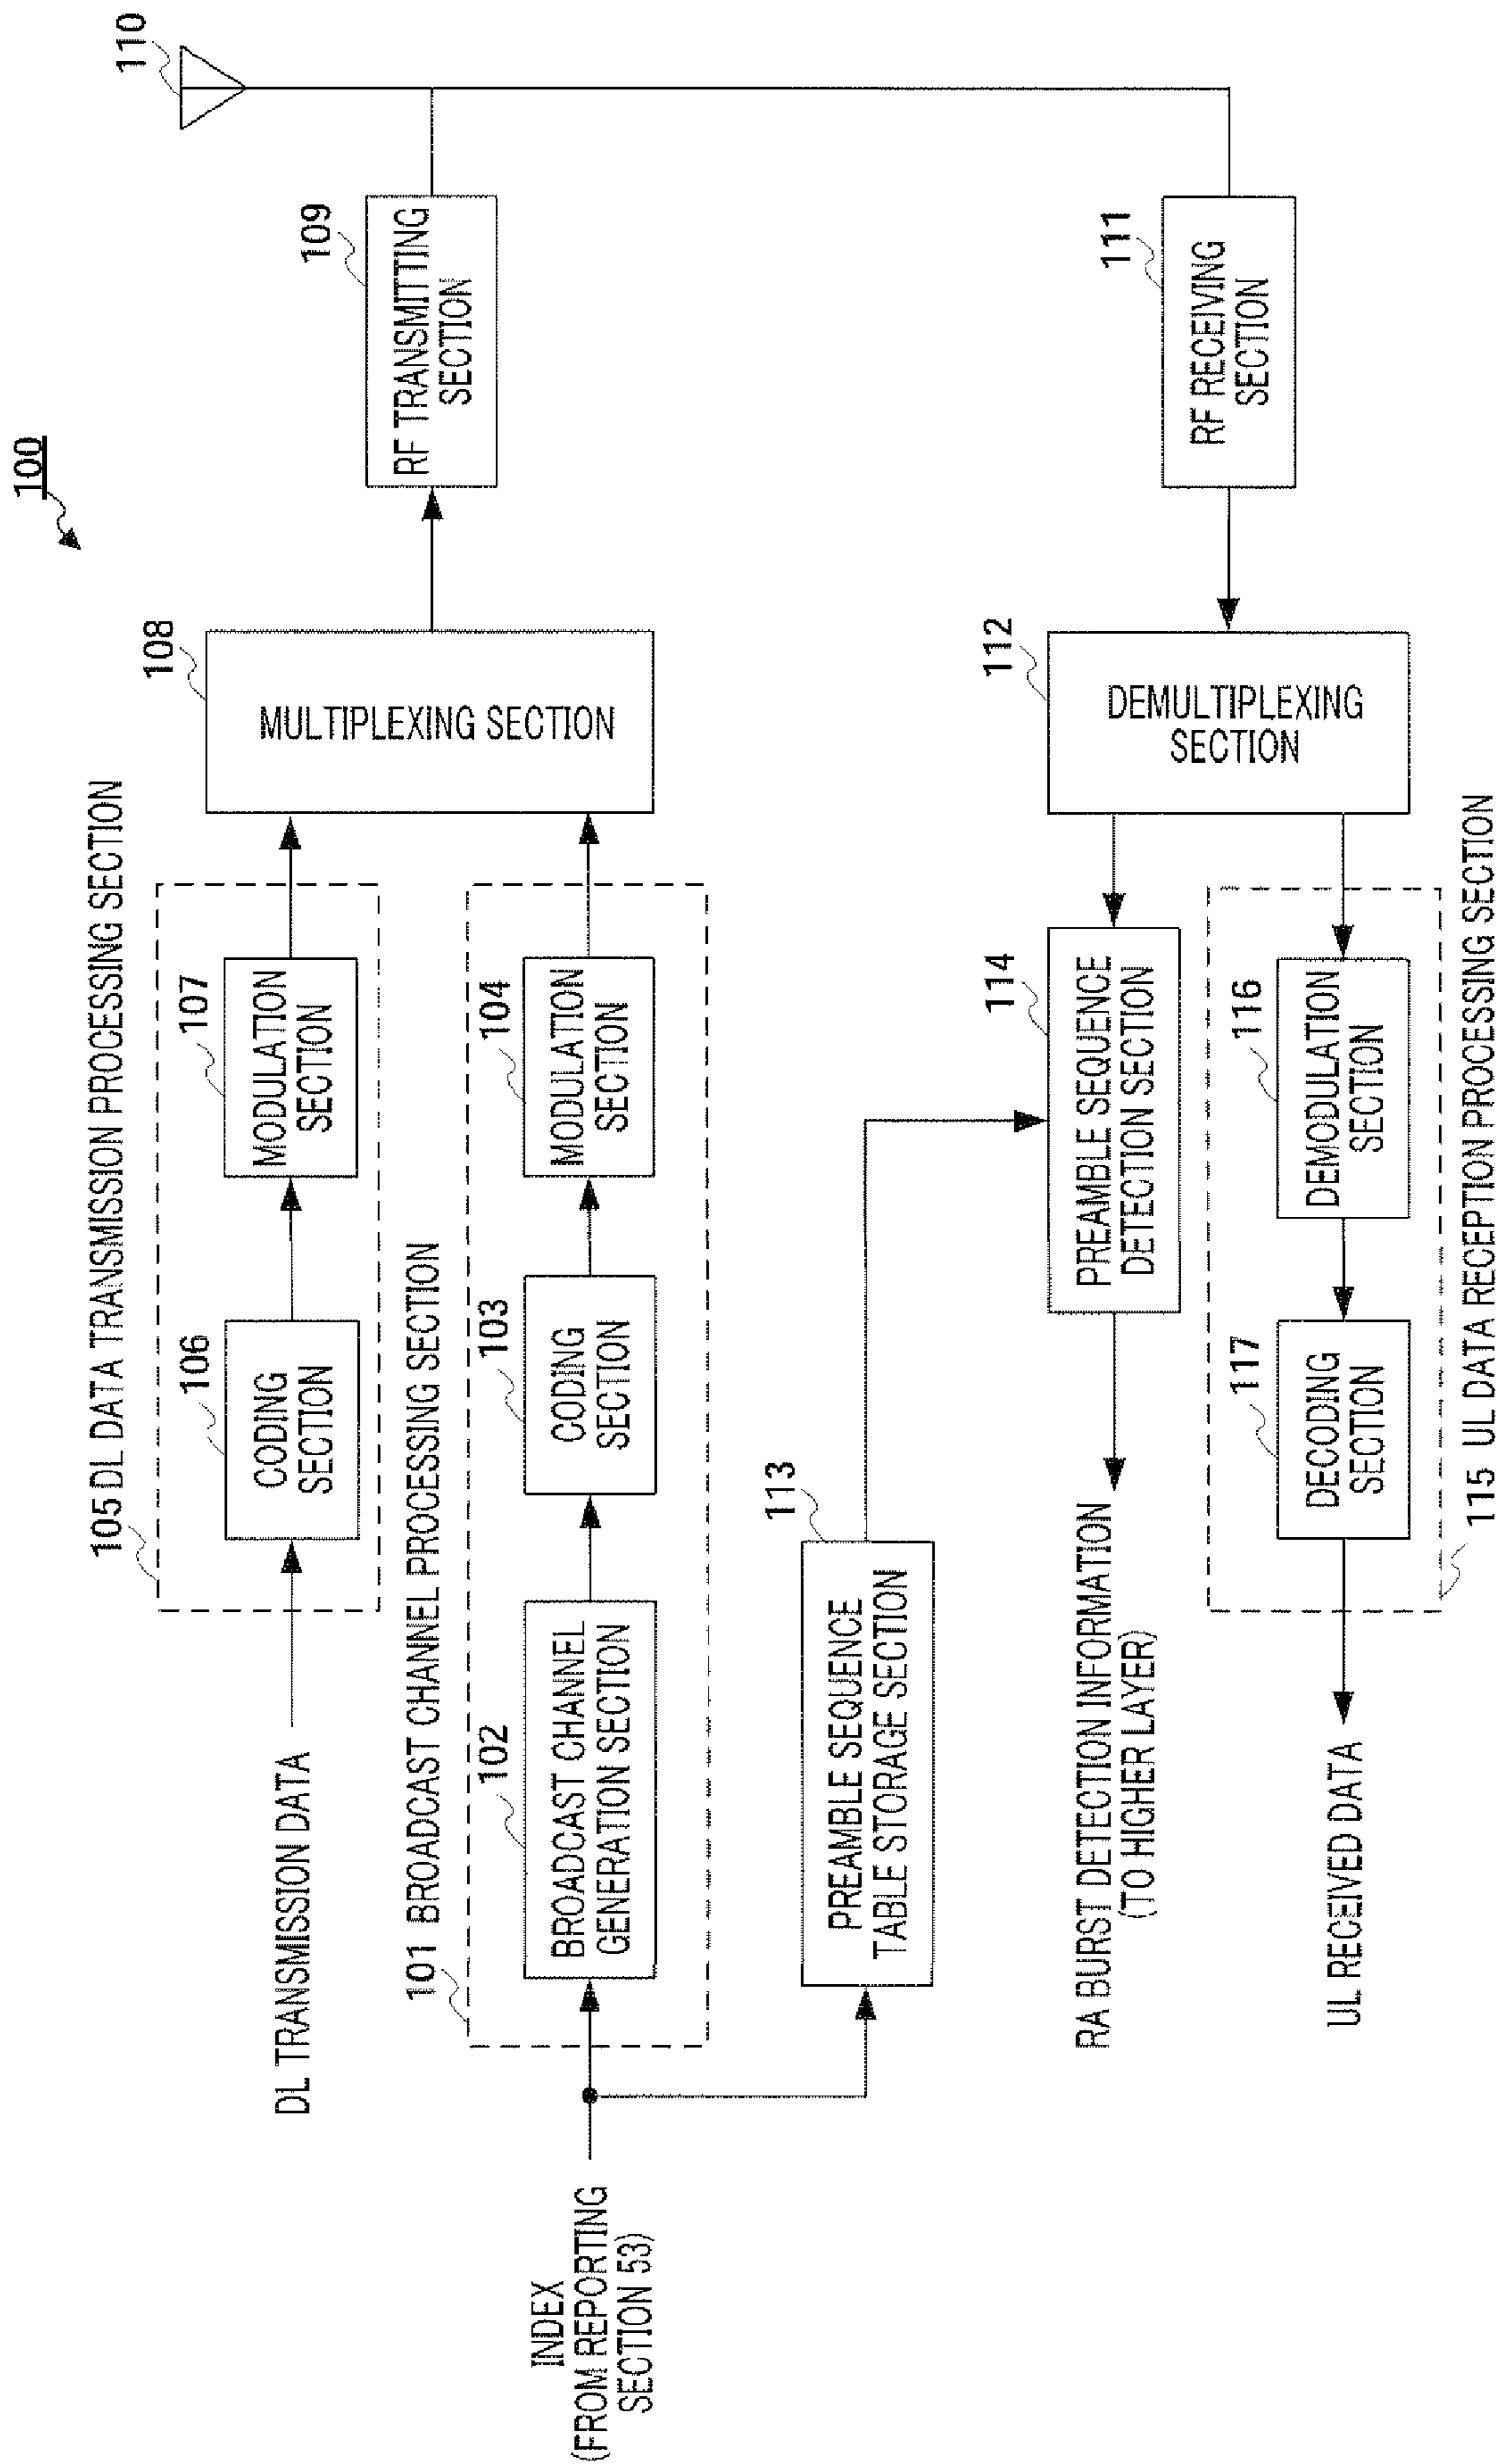 100
110
105 DL DATA TRANSMISSION PROCESSING SECTION
106
107
108
109
DL TRANSMISSION DATA
CODING
SECTION
MODULATION
SECTION
MULTIPLEXING SECTION
RF TRANSMITTING
SECTION
101 BROADCAST CHANNEL PROCESSING SECTION
102
103
104
INDEX
(FROM REPORTING
SECTION 53)
BROADCAST CHANNEL
GENERATION SECTION
CODING
SECTION
MODULATION
SECTION
113
PREAMBLE SEQUENCE
TABLE STORAGE SECTION
114
112
111
RA BURST DETECTION INFORMATION
(TO HIGHER LAYER)
PREAMBLE SEQUENCE
DETECTION SECTION
DEMULTIPLEXING
SECTION
RF RECEIVING
SECTION
117
116
UL RECEIVED DATA
DECODING
SECTION
DEMODULATION
SECTION
115 UL DATA RECEPTION PROCESSING SECTION